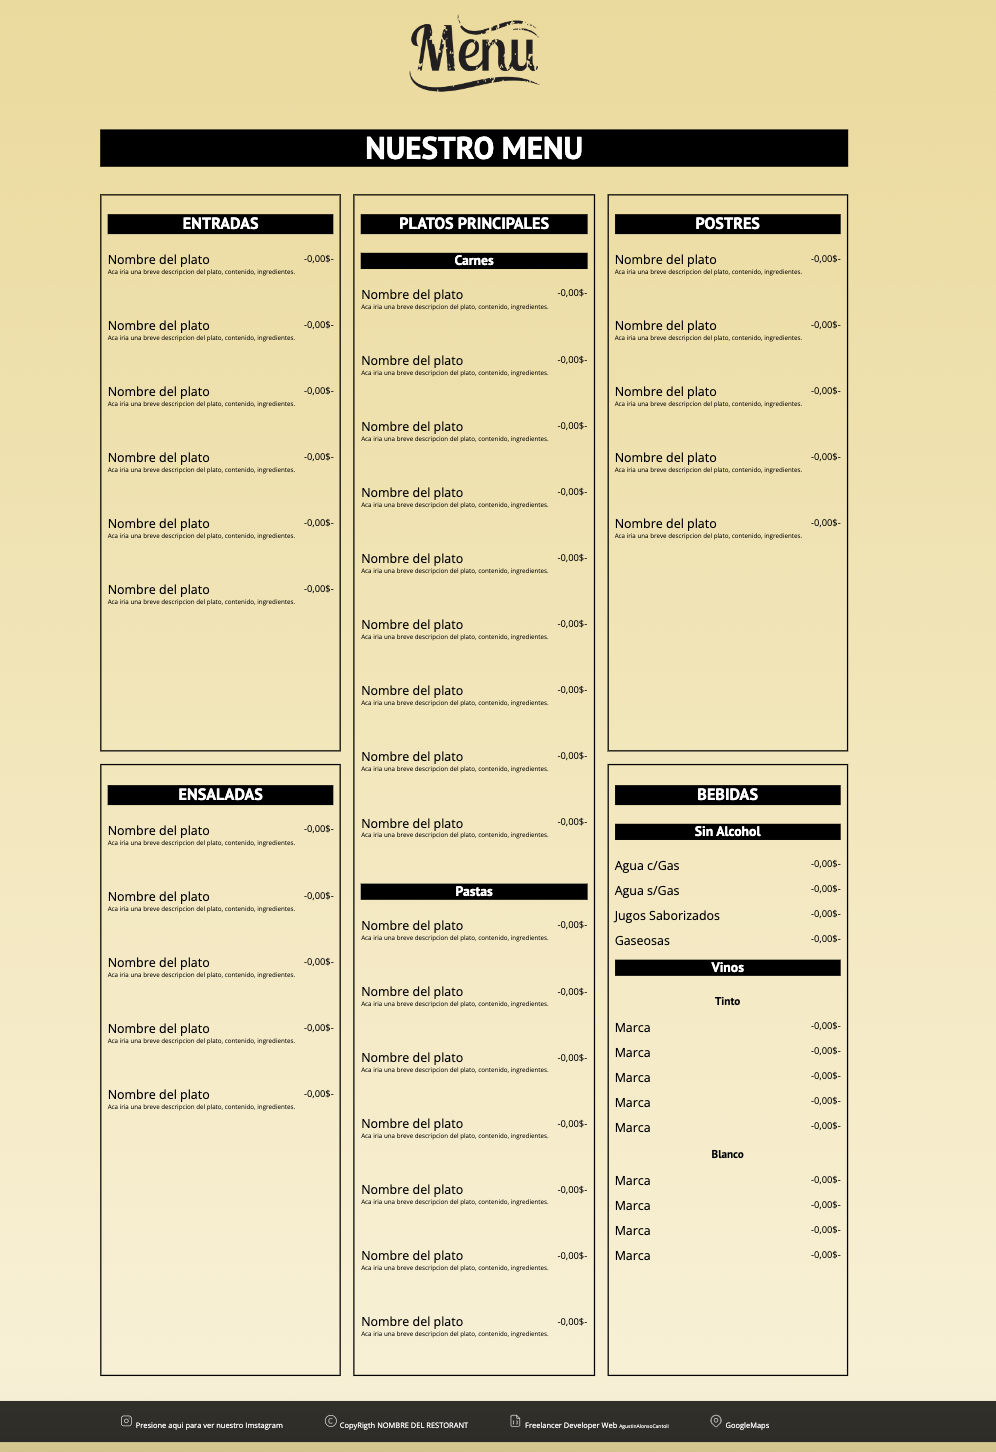 Menu
NUESTRO MENU
ENTRADAS
Nombre del plato -0,00$-
Aca iria una breve descripcion del plato, contenido, ingredientes.
Nombre del plato -0,00$-
Aca iria una breve descripcion del plato, contenido, ingredientes.
Nombre del plato -0,00$-
Aca iria una breve descripcion del plato, contenido, ingredientes.
Nombre del plato -0,00$-
Aca iria una breve descripcion del plato, contenido, ingredientes.
Nombre del plato -0,00$-
Aca iria una breve descripcion del plato, contenido, ingredientes.
Nombre del plato -0,00$-
Aca iria una breve descripcion del plato, contenido, ingredientes.
ENSALADAS
Nombre del plato -0,00$-
Aca iria una breve descripcion del plato, contenido, ingredientes.
Nombre del plato -0,00$-
Aca iria una breve descripcion del plato, contenido, ingredientes.
Nombre del plato -0,00$-
Aca iria una breve descripcion del plato, contenido, ingredientes.
Nombre del plato -0,00$-
Aca iria una breve descripcion del plato, contenido, ingredientes.
Nombre del plato -0,00$-
Aca iria una breve descripcion del plato, contenido, ingredientes.
PLATOS PRINCIPALES
Carnes
Nombre del plato -0,00$-
Aca iria una breve descripcion del plato, contenido, ingredientes.
Nombre del plato -0,00$-
Aca iria una breve descripcion del plato, contenido, ingredientes.
Nombre del plato -0,00$-
Aca iria una breve descripcion del plato, contenido, ingredientes.
Nombre del plato -0,00$-
Aca iria una breve descripcion del plato, contenido, ingredientes.
Nombre del plato -0,00$-
Aca iria una breve descripcion del plato, contenido, ingredientes.
Nombre del plato -0,00$-
Aca iria una breve descripcion del plato, contenido, ingredientes.
Nombre del plato -0,00$-
Aca iria una breve descripcion del plato, contenido, ingredientes.
Nombre del plato -0,00$-
Aca iria una breve descripcion del plato, contenido, ingredientes.
Nombre del plato -0,00$-
Aca iria una breve descripcion del plato, contenido, ingredientes.
Pastas
Nombre del plato -0,00$-
Aca iria una breve descripcion del plato, contenido, ingredientes.
Nombre del plato -0,00$-
Aca iria una breve descripcion del plato, contenido, ingredientes.
Nombre del plato -0,00$-
Aca iria una breve descripcion del plato, contenido, ingredientes.
Nombre del plato -0,00$-
Aca iria una breve descripcion del plato, contenido, ingredientes.
Nombre del plato -0,00$-
Aca iria una breve descripcion del plato, contenido, ingredientes.
Nombre del plato -0,00$-
Aca iria una breve descripcion del plato, contenido, ingredientes.
Nombre del plato -0,00$-
Aca iria una breve descripcion del plato, contenido, ingredientes.
POSTRES
Nombre del plato -0,00$-
Aca iria una breve descripcion del plato, contenido, ingredientes.
Nombre del plato -0,00$-
Aca iria una breve descripcion del plato, contenido, ingredientes.
Nombre del plato -0,00$-
Aca iria una breve descripcion del plato, contenido, ingredientes.
Nombre del plato -0,00$-
Aca iria una breve descripcion del plato, contenido, ingredientes.
Nombre del plato -0,00$-
Aca iria una breve descripcion del plato, contenido, ingredientes.
BEBIDAS
Sin Alcohol
Agua c/Gas -0,00$-
Agua s/Gas -0,00$-
Jugos Saborizados -0,00$-
Gaseosas -0,00$-
Vinos
Tinto
Marca -0,00$-
Marca -0,00$-
Marca -0,00$-
Marca -0,00$-
Marca -0,00$-
Blanco
Marca -0,00$-
Marca -0,00$-
Marca -0,00$-
Marca -0,00$-
Presione aqui para ver nuestro Imstagram © CopyRigth NOMBRE DEL RESTORANT Freelancer Developer Web AgustinAlonsoCantoli GoogleMaps